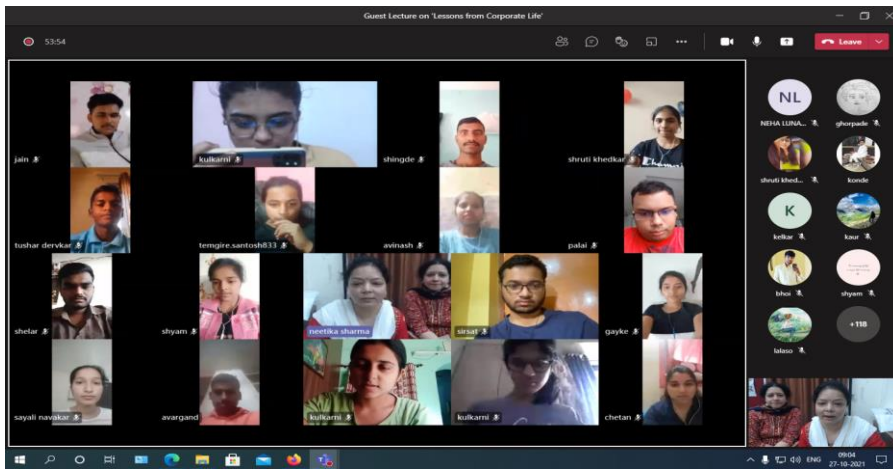 Guest Lecture on 'Lessons from Corporate Life'
53:54
Leave
jain
kulkarni
shingde
shruti khedkar
tushar dervkar
temgire.santosh833
avinash
palai
shelar
shyam
neetika sharma
sirsat
gayke
sayali navakar
avargand
kulkarni
kulkarni
chetan
NL
NEHA LUNA...
ghorpade
shruti khed...
konde
K
kelkar
kaur
bhoi
shyam
lalaso
+118
ENG
09:04
27-10-2021